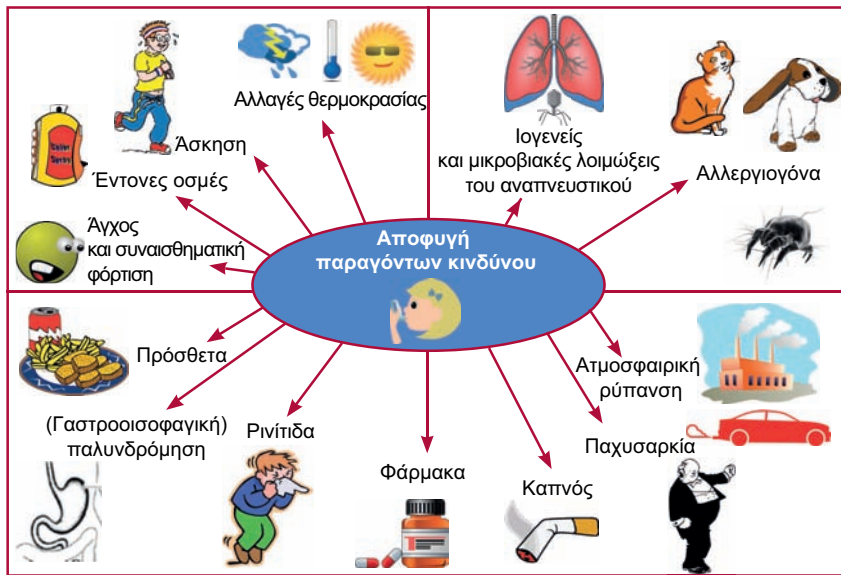 Αλλαγές θερμοκρασίας
Άσκηση
Έντονες οσμές
Άγχος
και συναισθηματική
φόρτιση
Ιογενείς
και μικροβιακές λοιμώξεις
του αναπνευστικού
Αλλεργιογόνα
Αποφυγή
παραγόντων κινδύνου
Πρόσθετα
(Γαστροοισοφαγική)
παλυνδρόμηση
Ρινίτιδα
Φάρμακα
Καπνός
Παχυσαρκία
Ατμοσφαιρική
ρύπανση